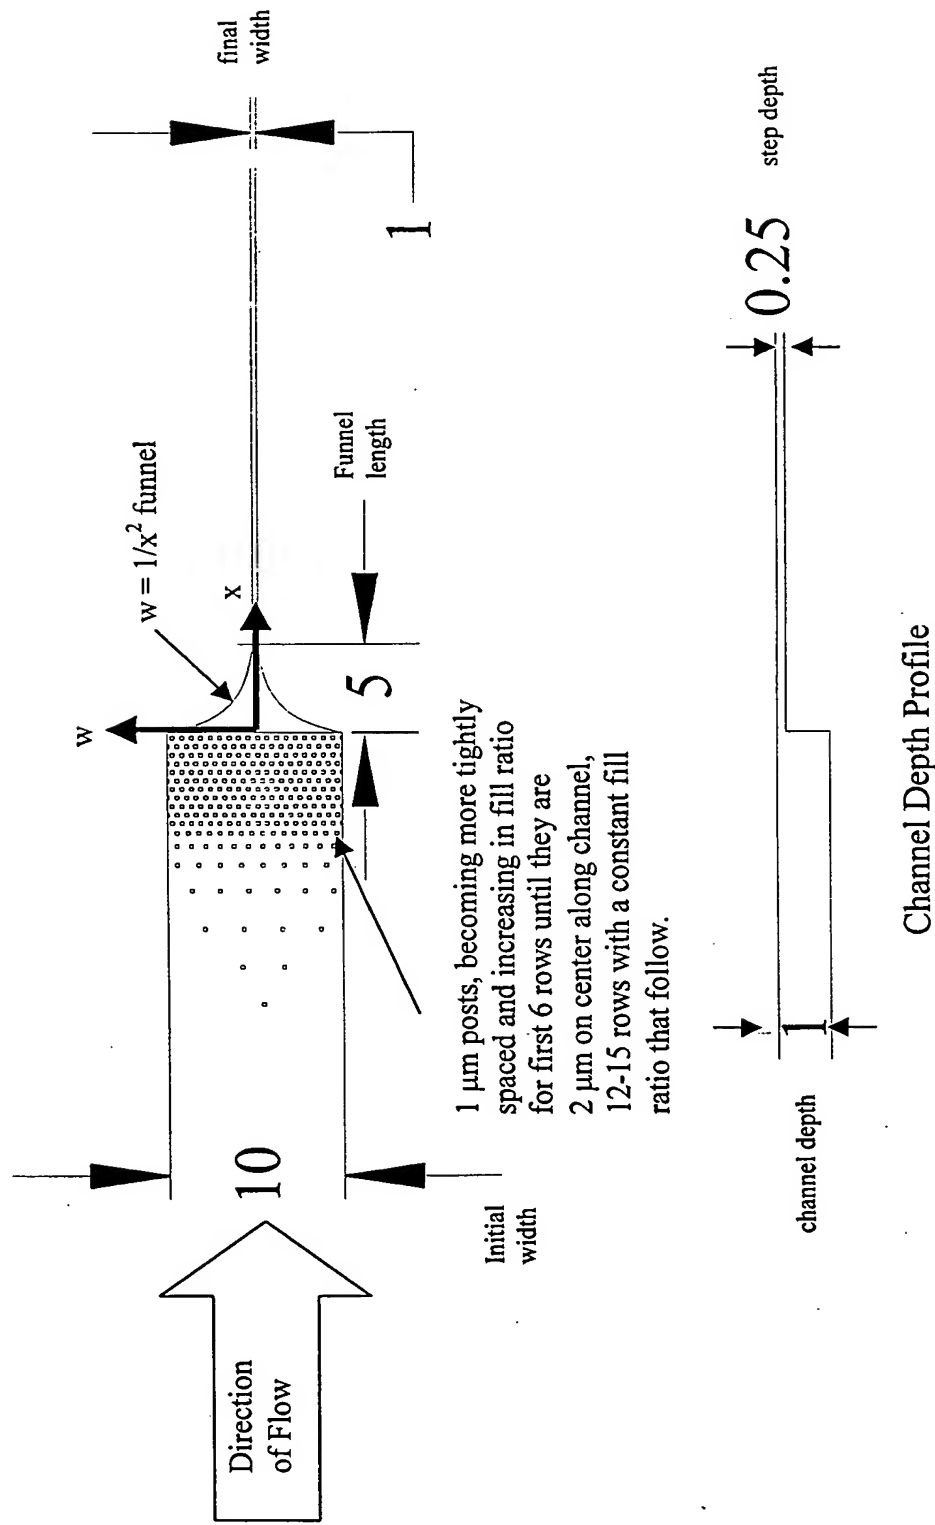 Direction
of Flow
Initial
width
10
w
w = 1/x² funnel
x
5
Funnel
length
final
width
1
1 µm posts, becoming more tightly
spaced and increasing in fill ratio
for first 6 rows until they are
2 µm on center along channel,
12-15 rows with a constant fill
ratio that follow.
channel depth
1
0.25
step depth
Channel Depth Profile